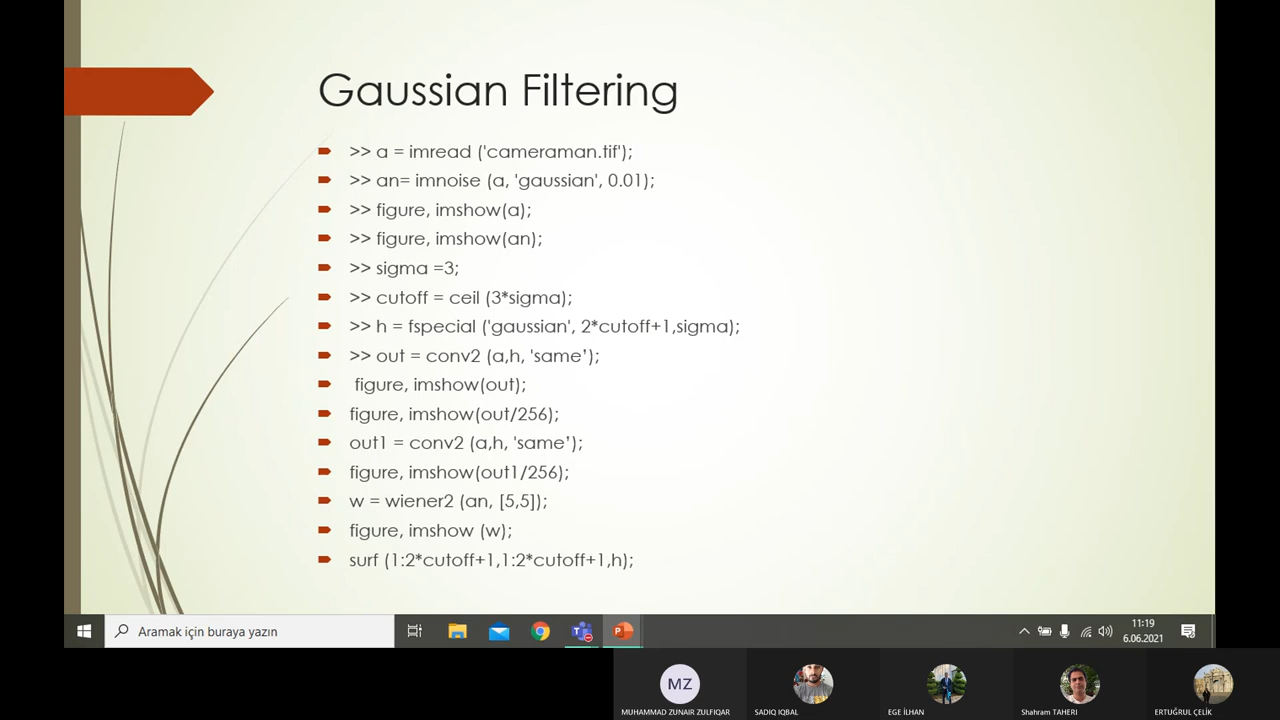 Gaussian Filtering
>> a = imread ('cameraman.tif');
>> an= imnoise (a, 'gaussian', 0.01);
>> figure, imshow(a);
>> figure, imshow(an);
>> sigma =3;
>> cutoff = ceil (3*sigma);
>> h = fspecial ('gaussian', 2*cutoff+1,sigma);
>> out = conv2 (a,h, 'same’);
figure, imshow(out);
figure, imshow(out/256);
out1 = conv2 (a,h, 'same’);
figure, imshow(out1/256);
w = wiener2 (an, [5,5]);
figure, imshow (w);
surf (1:2*cutoff+1,1:2*cutoff+1,h);
Aramak için buraya yazın
11:19
6.06.2021
MZ
MUHAMMAD ZUNAIR ZULFIQAR
SADIQ IQBAL
EGE İLHAN
Shahram TAHERI
ERTUĞRUL ÇELİK